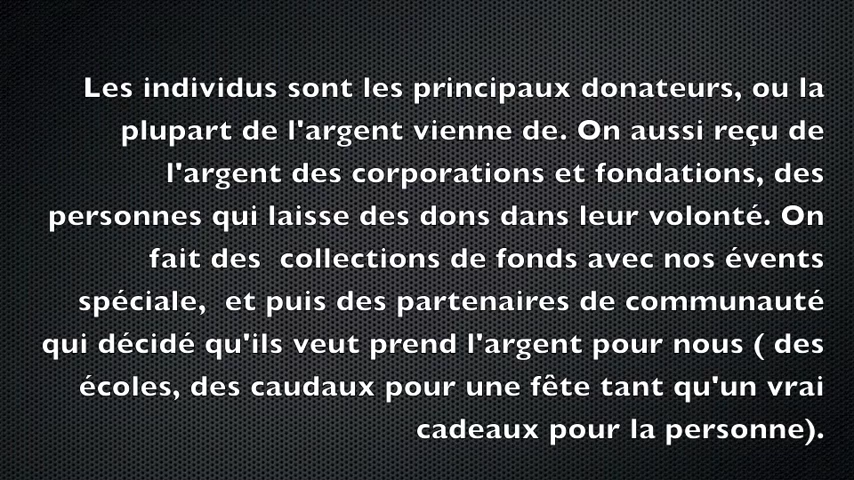 Les individus sont les principaux donateurs, ou la
plupart de l'argent vienne de. On aussi reçu de
l'argent des corporations et fondations, des
personnes qui laisse des dons dans leur volonté. On
fait des  collections de fonds avec nos évents
spéciale,  et puis des partenaires de communauté
qui décidé qu'ils veut prend l'argent pour nous ( des
écoles, des caudaux pour une fête tant qu'un vrai
cadeaux pour la personne).